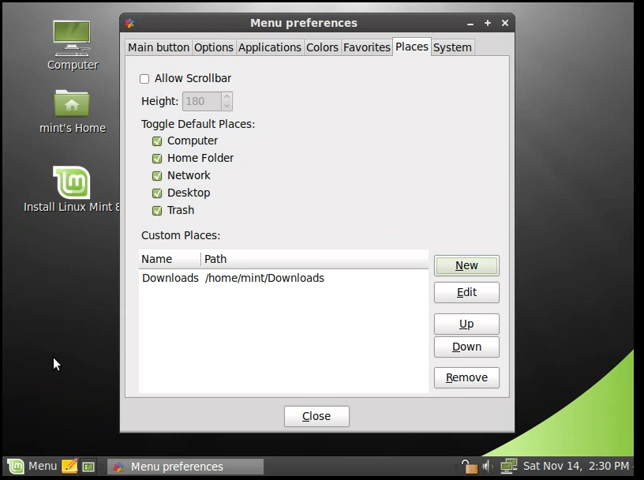 Menu preferences
Computer
mint's Home
Install Linux Mint 8
Main button Options Applications Colors Favorites Places System
Allow Scrollbar
Height: 180
Toggle Default Places:
Computer
Home Folder
Network
Desktop
Trash
Custom Places:
Name Path
Downloads /home/mint/Downloads
New
Edit
Up
Down
Remove
Close
Menu Menu preferences Sat Nov 14, 2:30 PM